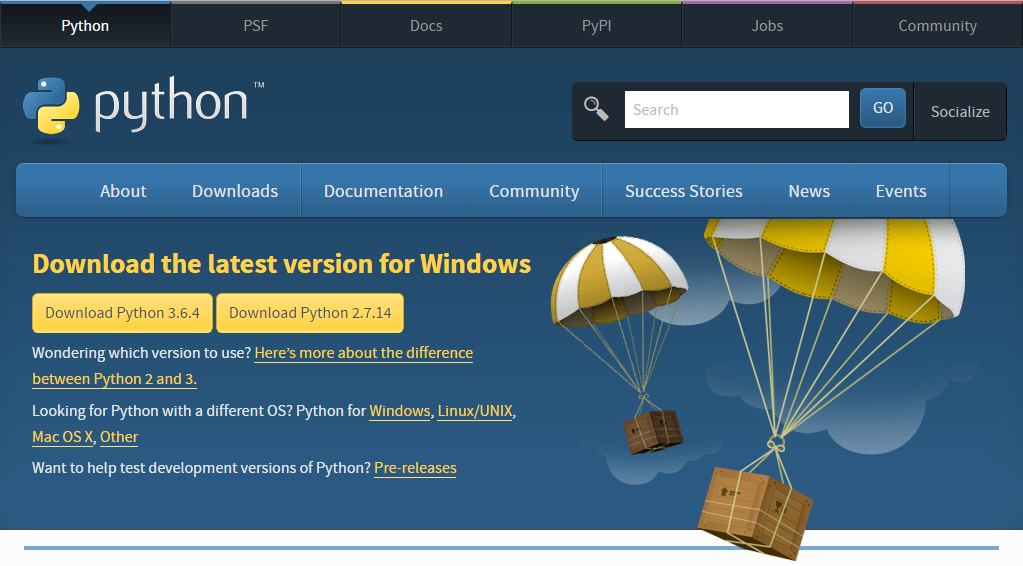 Python PSF Docs PyPI Jobs Community
python™
Search GO Socialize
About Downloads Documentation Community Success Stories News Events
Download the latest version for Windows
Download Python 3.6.4 Download Python 2.7.14
Wondering which version to use? Here's more about the difference
between Python 2 and 3.
Looking for Python with a different OS? Python for Windows, Linux/UNIX,
Mac OS X, Other
Want to help test development versions of Python? Pre-releases